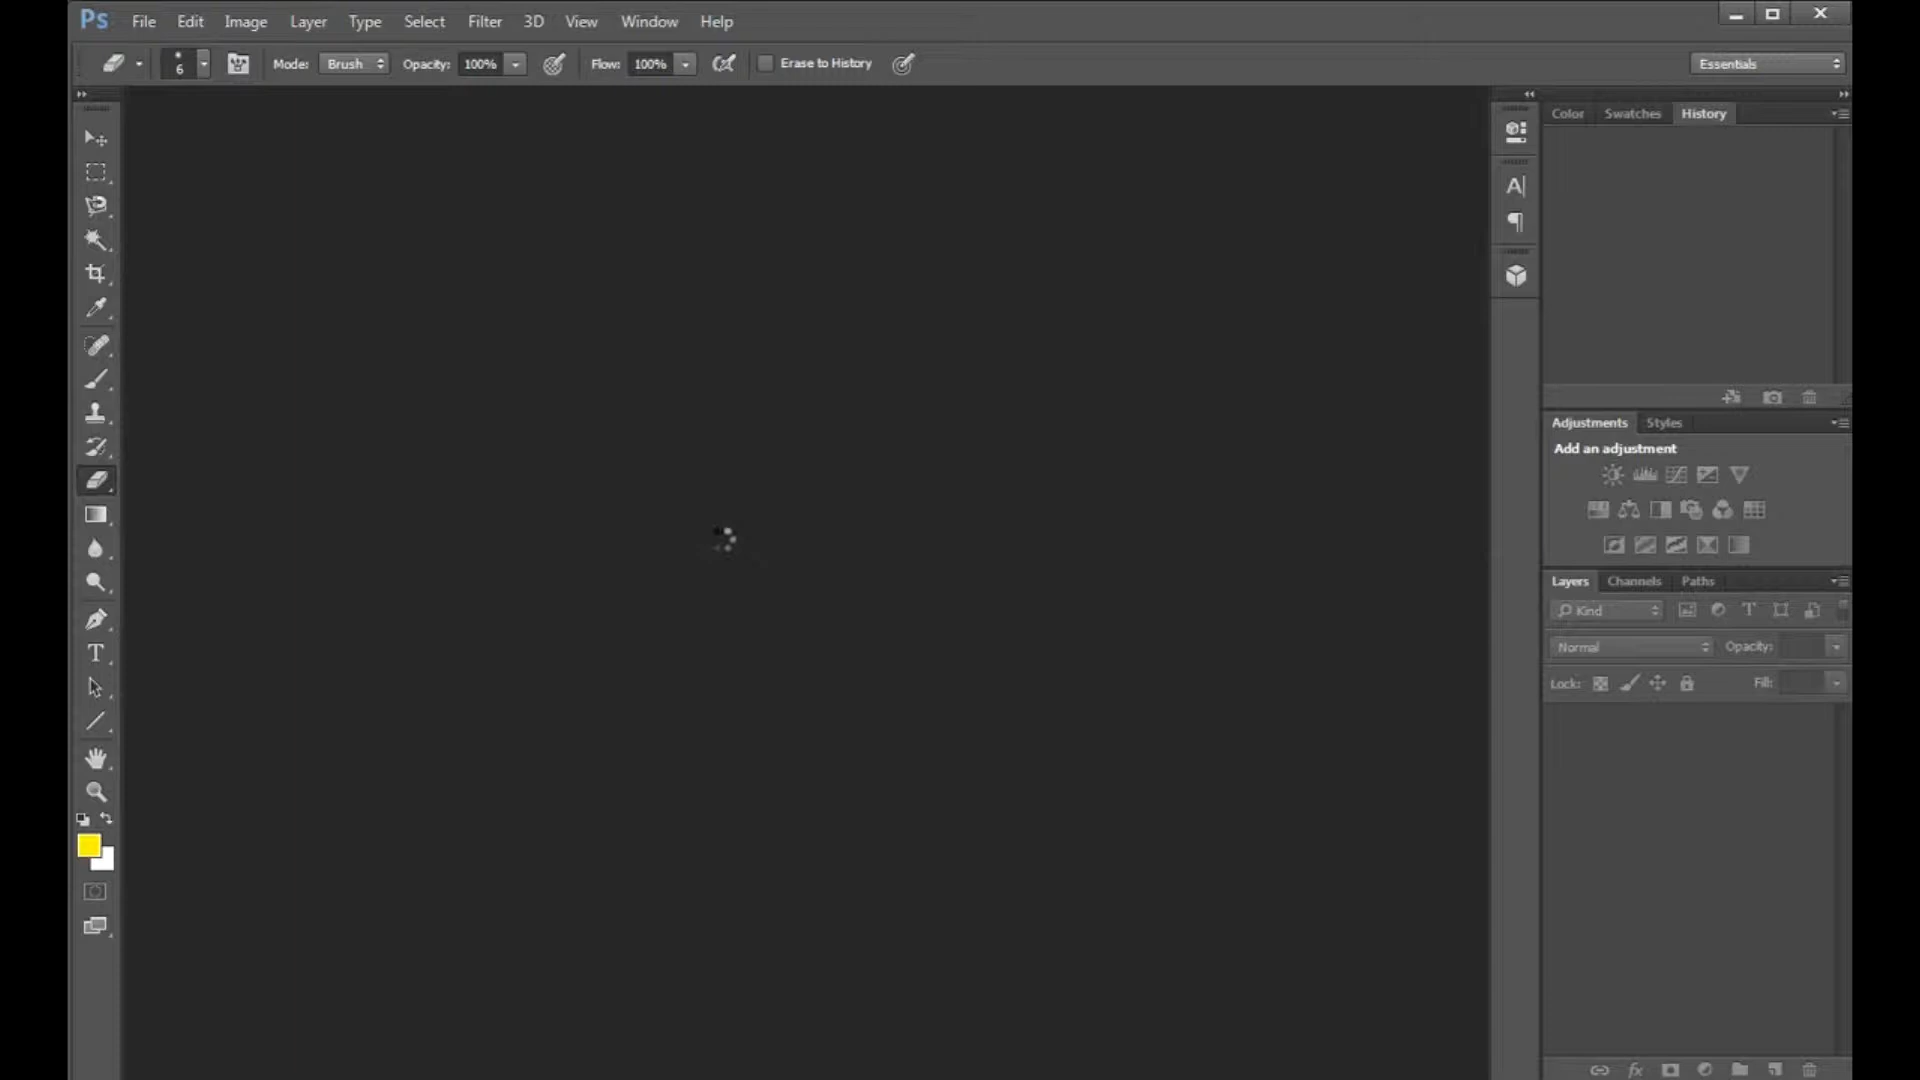 Ps File Edit Image Layer Type Select Filter 3D View Window Help
6 Mode: Brush Opacity: 100% Flow: 100% Erase to History Essentials
Color Swatches History
Adjustments Styles
Add an adjustment
Layers Channels Paths
Kind
Normal Opacity:
Lock: Fill: